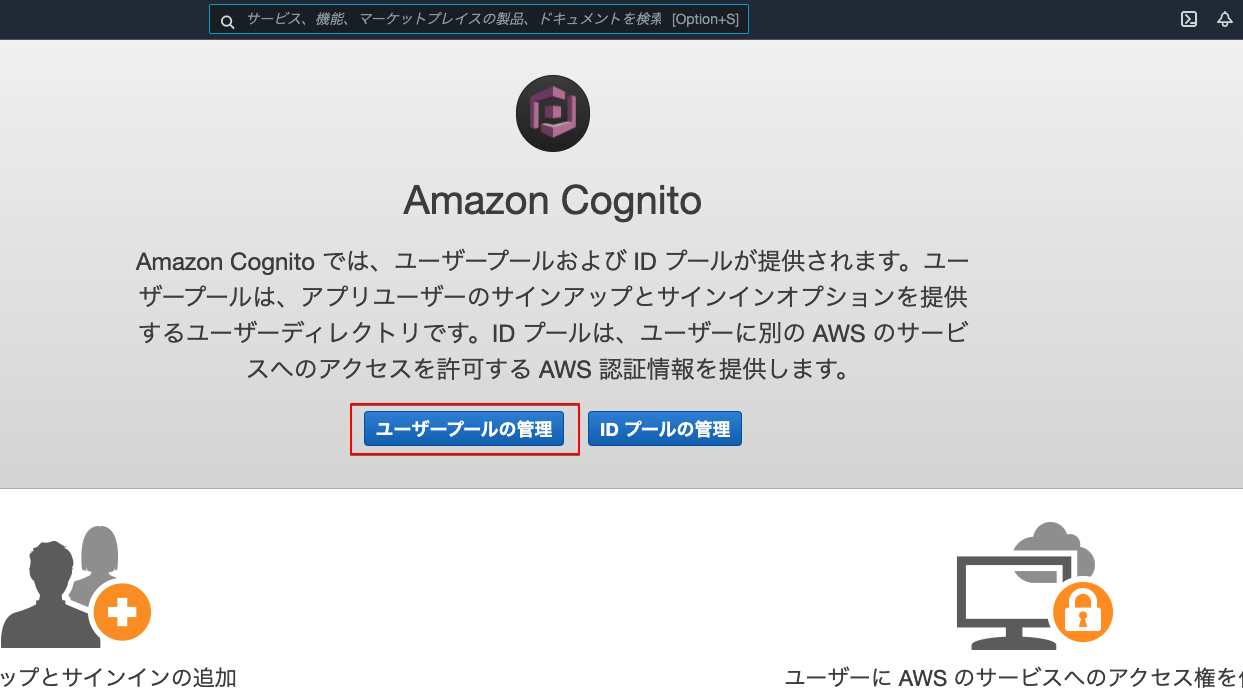 サービス、機能、マーケットプレイスの製品、ドキュメントを検索 [Option+S]
Amazon Cognito
Amazon Cognito では、ユーザープールおよび ID プールが提供されます。ユー
ザープールは、アプリユーザーのサインアップとサインインオプションを提供
するユーザーディレクトリです。ID プールは、ユーザーに別の AWS のサービ
スへのアクセスを許可する AWS 認証情報を提供します。
ユーザープールの管理 ID プールの管理
ップとサインインの追加 ユーザーに AWS のサービスへのアクセス権を